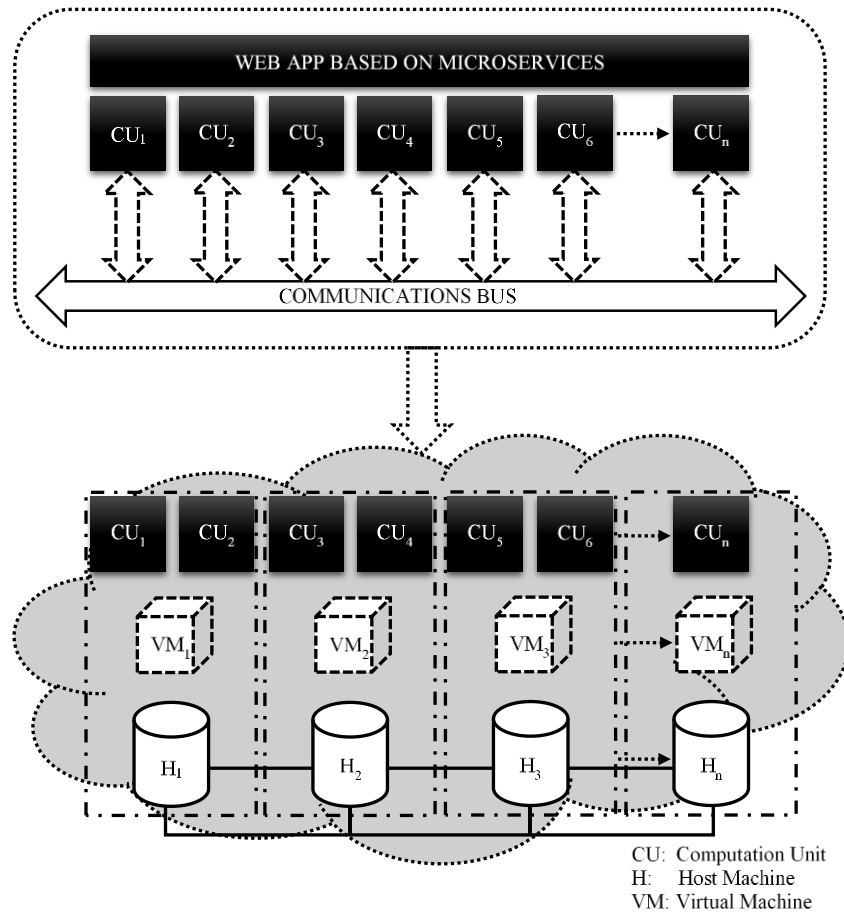 WEB APP BASED ON MICROSERVICES
CU1 CU2 CU3 CU4 CU5 CU6 CUn
COMMUNICATIONS BUS
CU1 CU2 CU3 CU4 CU5 CU6 CUn
VM1 VM2 VM3 VMn
H1 H2 H3 Hn
CU: Computation Unit
H: Host Machine
VM: Virtual Machine